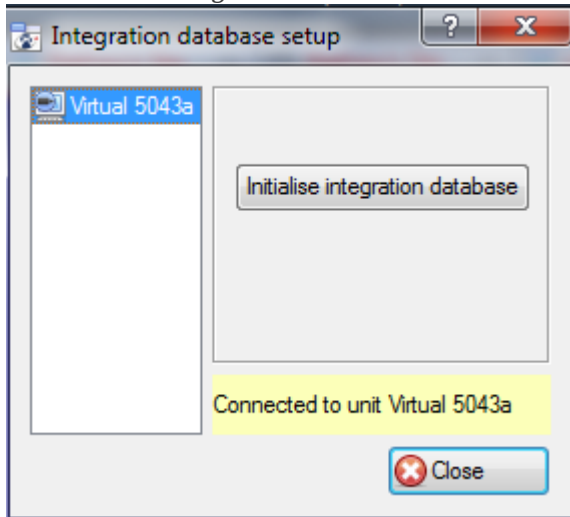 Integration database setup
?
X
Virtual 5043a
Initialise integration database
Connected to unit Virtual 5043a
Close